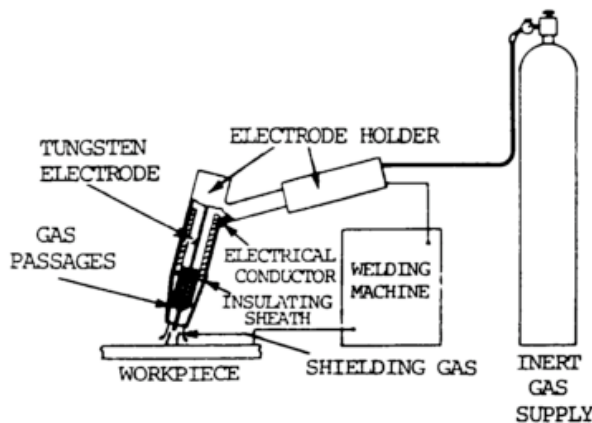 ELECTRODE HOLDER
TUNGSTEN
ELECTRODE
GAS
PASSAGES
ELECTRICAL
CONDUCTOR
INSULATING
SHEATH
WELDING
MACHINE
WORKPIECE
SHIELDING GAS
INERT
GAS
SUPPLY